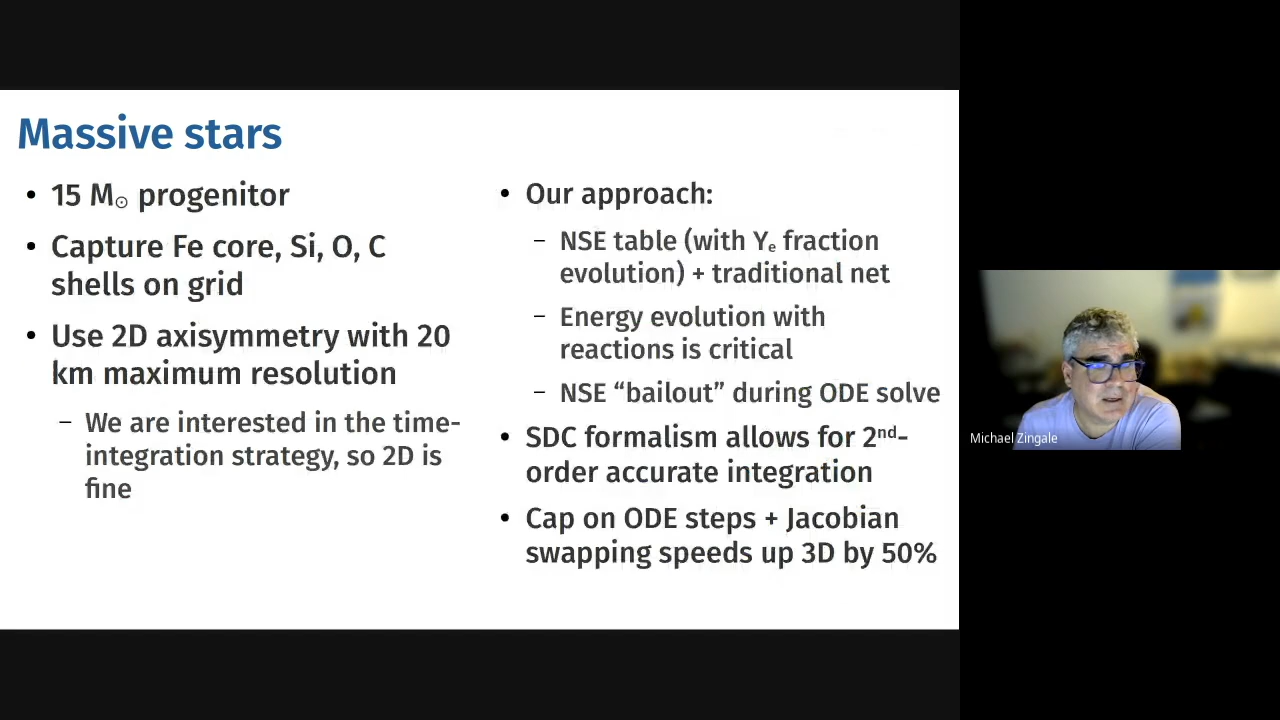 Massive stars
• 15 M☉ progenitor
• Capture Fe core, Si, O, C
shells on grid
• Use 2D axisymmetry with 20
km maximum resolution
– We are interested in the time-
integration strategy, so 2D is
fine
• Our approach:
– NSE table (with Yₑ fraction
evolution) + traditional net
– Energy evolution with
reactions is critical
– NSE “bailout” during ODE solve
• SDC formalism allows for 2ⁿᵈ-
order accurate integration
• Cap on ODE steps + Jacobian
swapping speeds up 3D by 50%
Michael Zingale